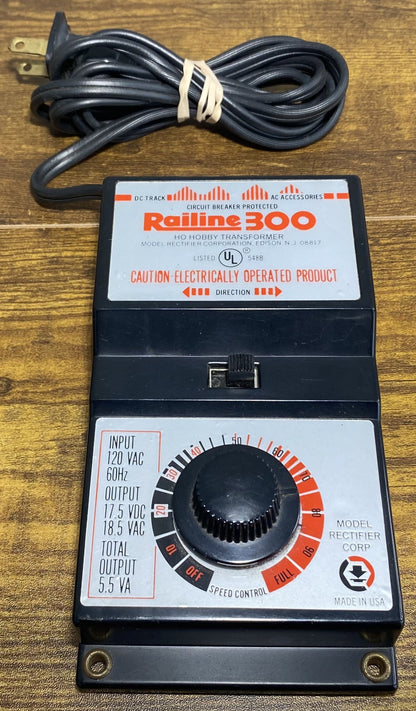 DC TRACK AC ACCESSORIES
CIRCUIT BREAKER PROTECTED
Railine 300
HO HOBBY TRANSFORMER
MODEL RECTIFIER CORPORATION, EDISON, N.J. 08817
LISTED UL ® 548B
CAUTION-ELECTRICALLY OPERATED PRODUCT
DIRECTION
INPUT
120 VAC
60Hz
OUTPUT
17.5 VDC
18.5 VAC
TOTAL
OUTPUT
5.5 VA
OFF 10 20 30 40 50 60 70 80 90 FULL
SPEED CONTROL
MODEL
RECTIFIER
CORP
MADE IN USA